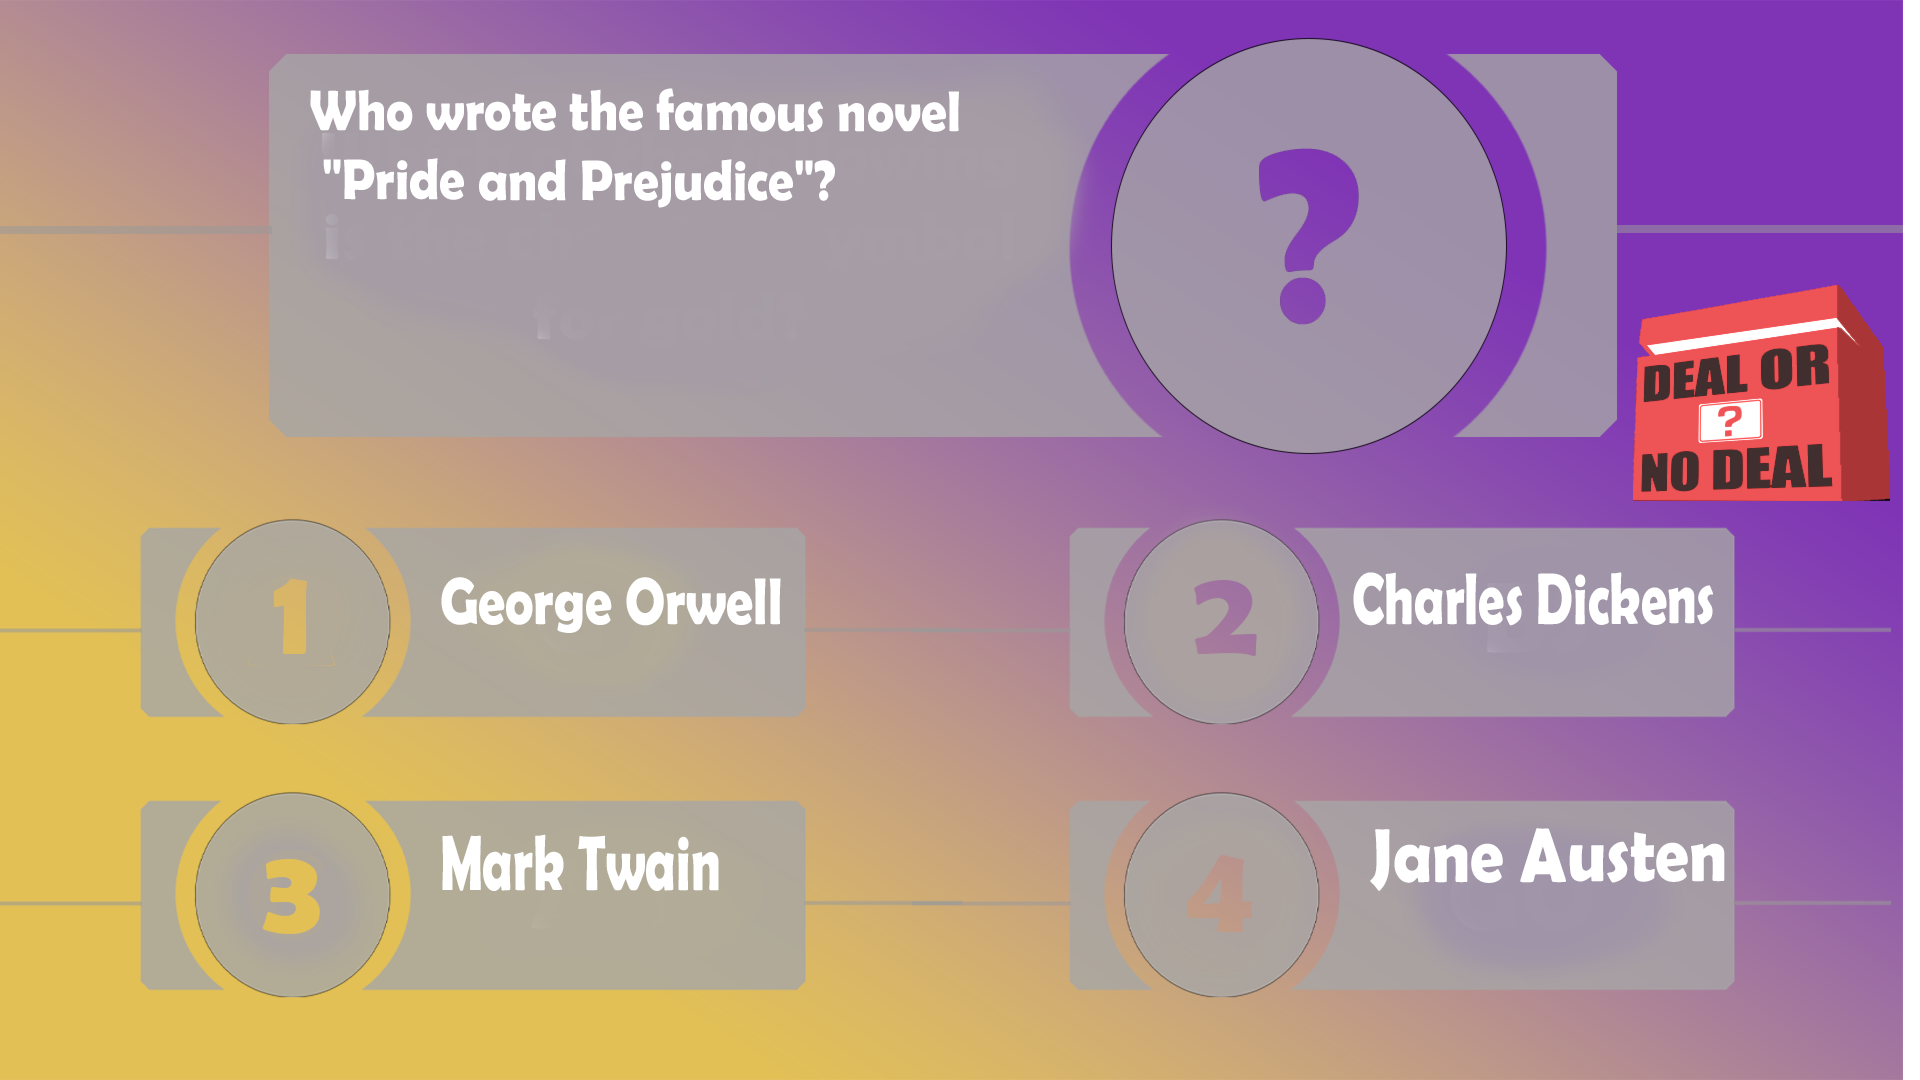 Who wrote the famous novel
"Pride and Prejudice"?
?
DEAL OR
?
NO DEAL
1
George Orwell
2
Charles Dickens
3
Mark Twain
4
Jane Austen